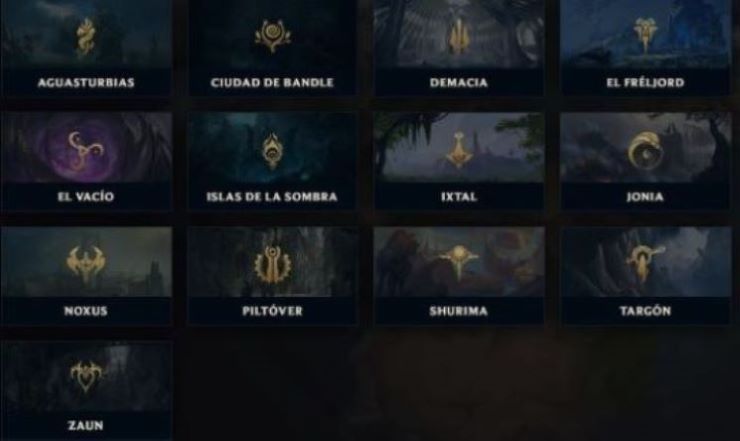 AGUASTURBIAS
CIUDAD DE BANDLE
DEMACIA
EL FRÉLJORD
EL VACÍO
ISLAS DE LA SOMBRA
IXTAL
JONIA
NOXUS
PILTÓVER
SHURIMA
TARGÓN
ZAUN